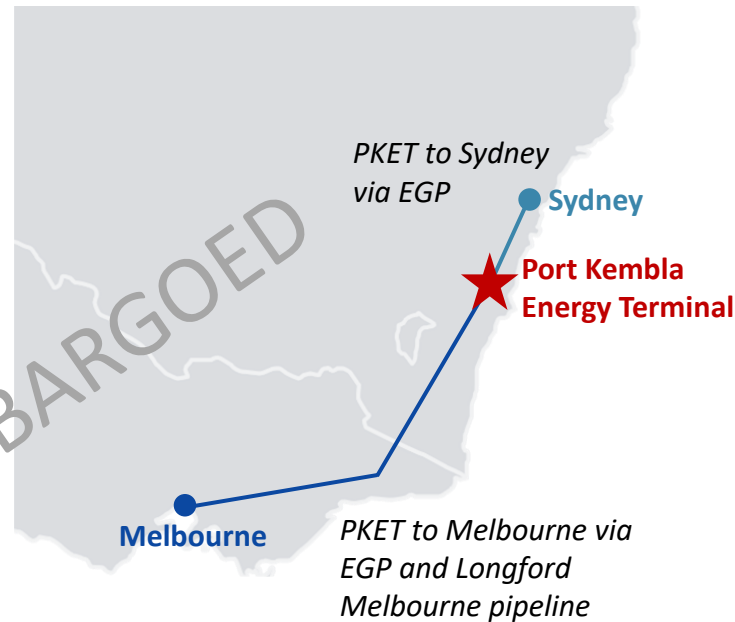 PKET to Sydney
via EGP
Sydney
Port Kembla
Energy Terminal
BARGOED
Melbourne
PKET to Melbourne via
EGP and Longford
Melbourne pipeline